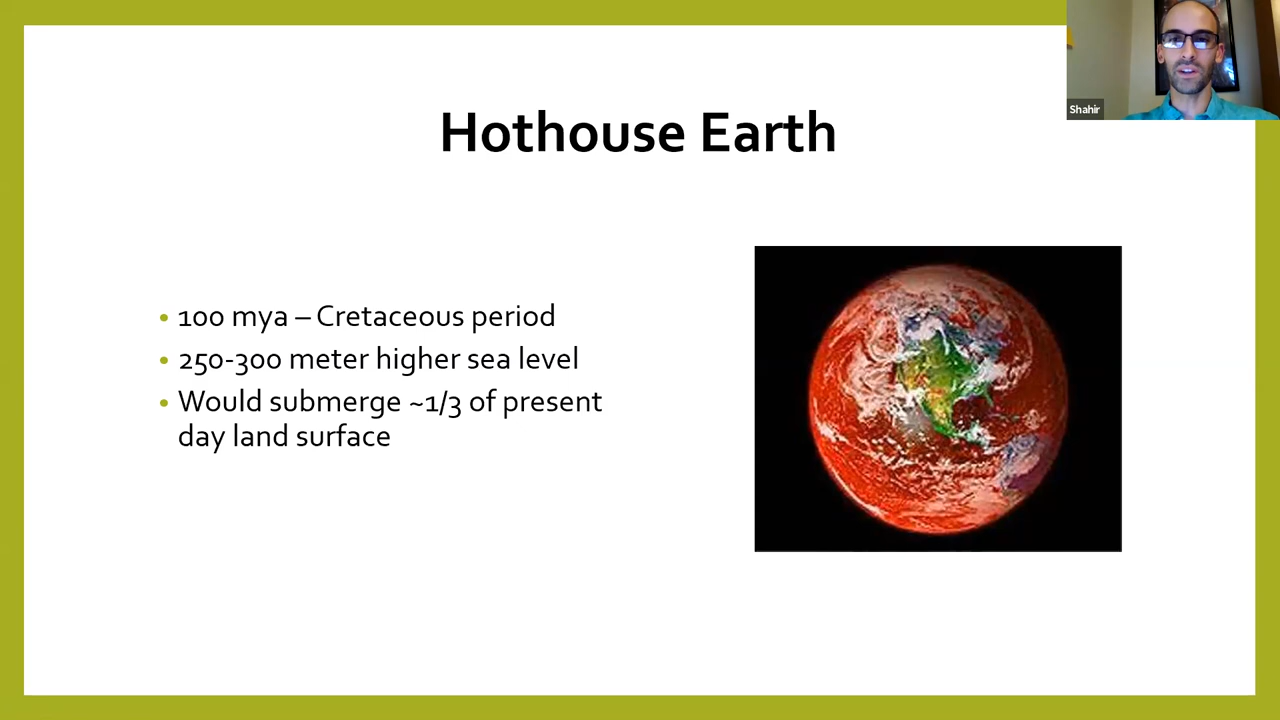 Shahir
Hothouse Earth
• 100 mya – Cretaceous period
• 250-300 meter higher sea level
• Would submerge ~1/3 of present
day land surface